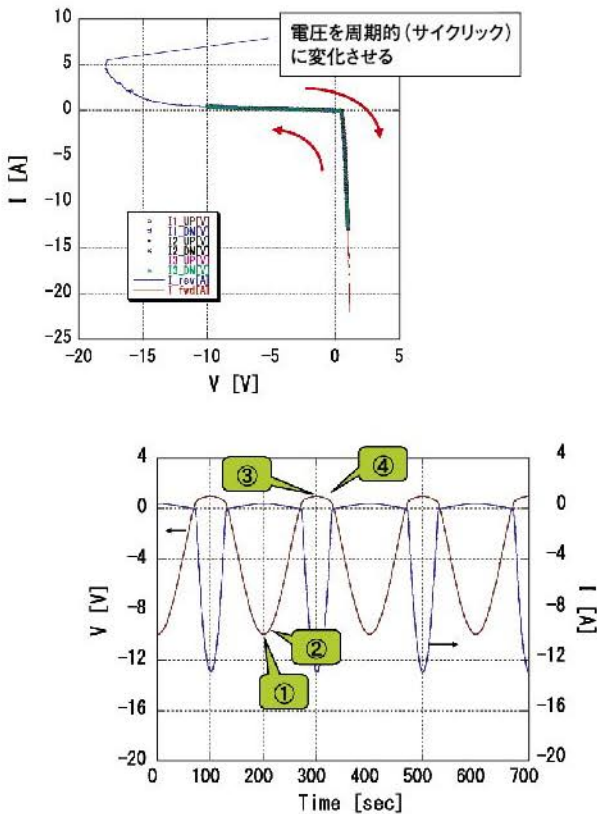 電圧を周期的(サイクリック)
に変化させる
10
5
0
-5
-10
-15
-20
-25
I [A]
I1_UP[V]
I1_DN[V]
I2_UP[V]
I2_DN[V]
I3_UP[V]
I3_DN[V]
I_rev[A]
I_fwd[A]
-20 -15 -10 -5 0 5
V [V]
4
0
-4
-8
-12
-16
-20
V [V]
③
④
②
①
4
0
-4
-8
-12
-16
-20
I [A]
0 100 200 300 400 500 600 700
Time [sec]